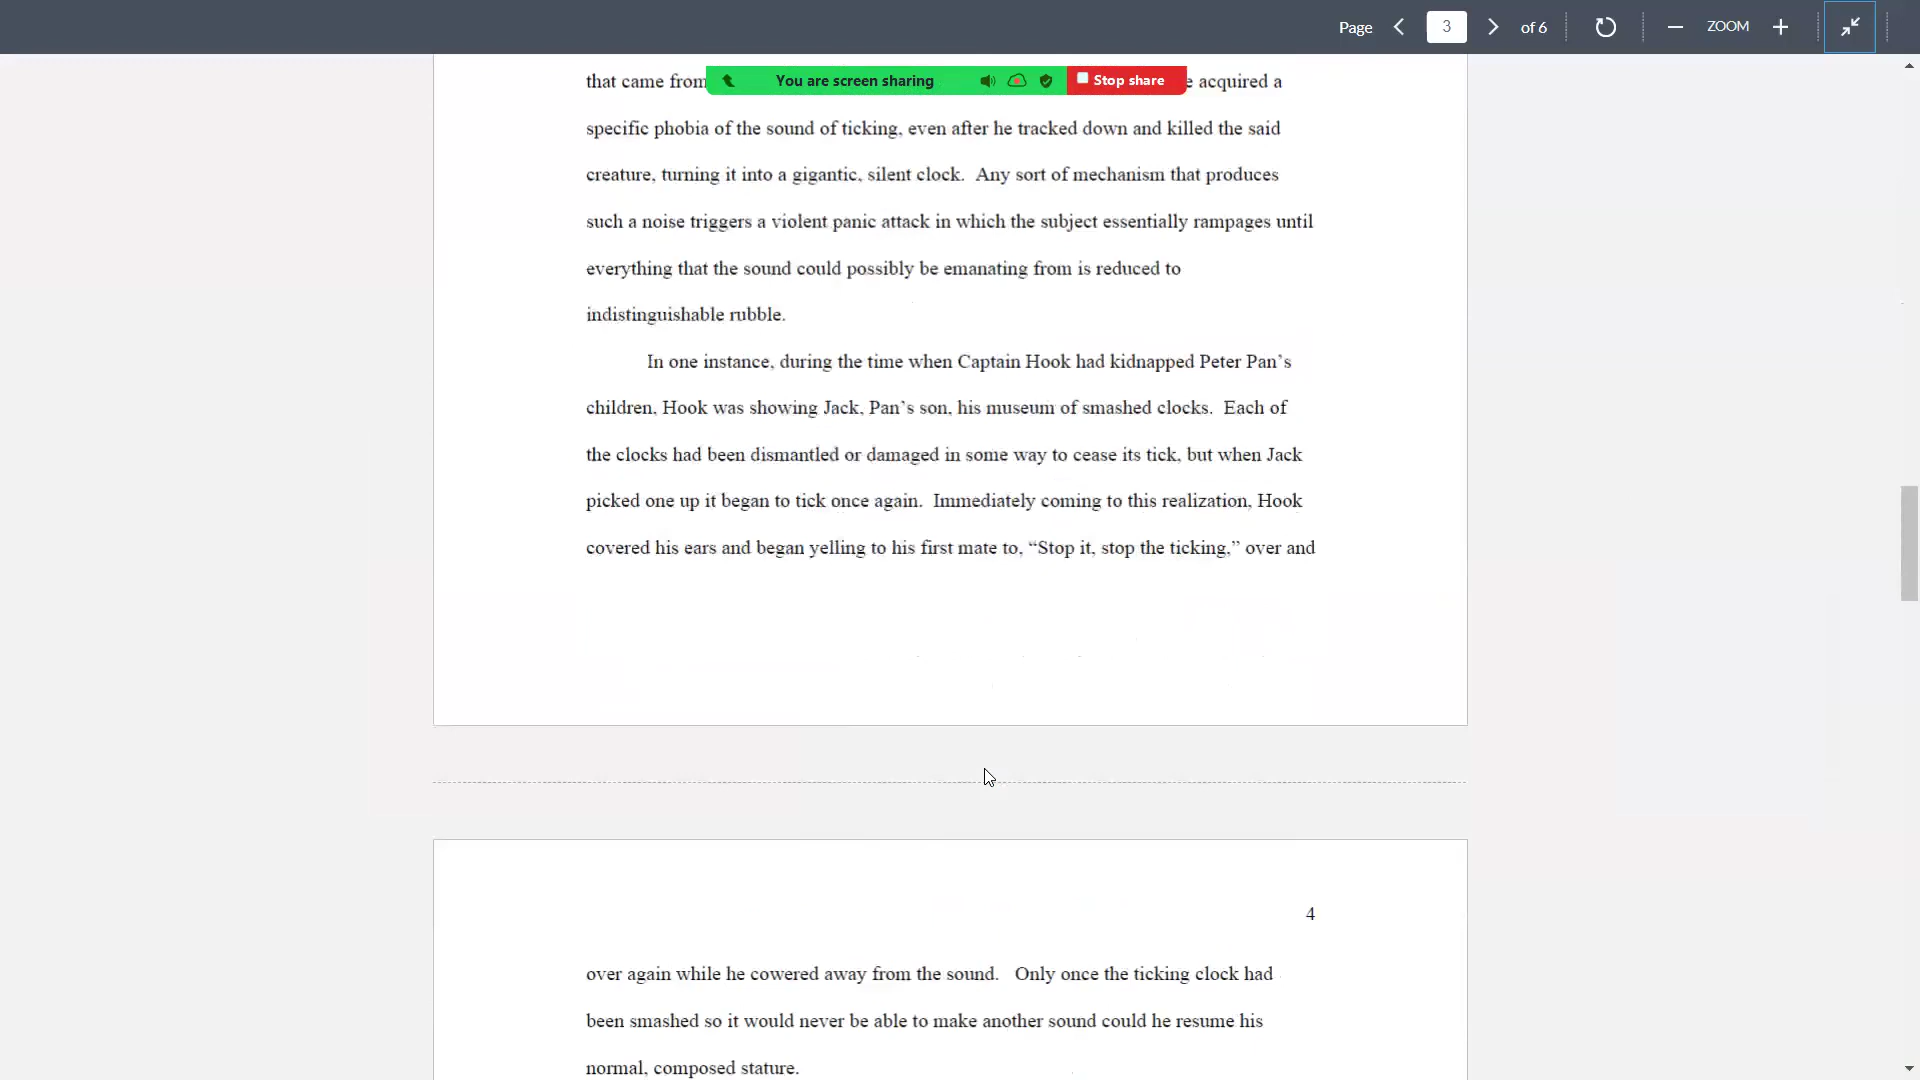 Page 3 of 6 ZOOM
that came from You are screen sharing Stop share e acquired a
specific phobia of the sound of ticking, even after he tracked down and killed the said
creature, turning it into a gigantic, silent clock.  Any sort of mechanism that produces
such a noise triggers a violent panic attack in which the subject essentially rampages until
everything that the sound could possibly be emanating from is reduced to
indistinguishable rubble.
In one instance, during the time when Captain Hook had kidnapped Peter Pan’s
children, Hook was showing Jack, Pan’s son, his museum of smashed clocks.  Each of
the clocks had been dismantled or damaged in some way to cease its tick, but when Jack
picked one up it began to tick once again.  Immediately coming to this realization, Hook
covered his ears and began yelling to his first mate to, “Stop it, stop the ticking,” over and
4
over again while he cowered away from the sound.   Only once the ticking clock had
been smashed so it would never be able to make another sound could he resume his
normal, composed stature.